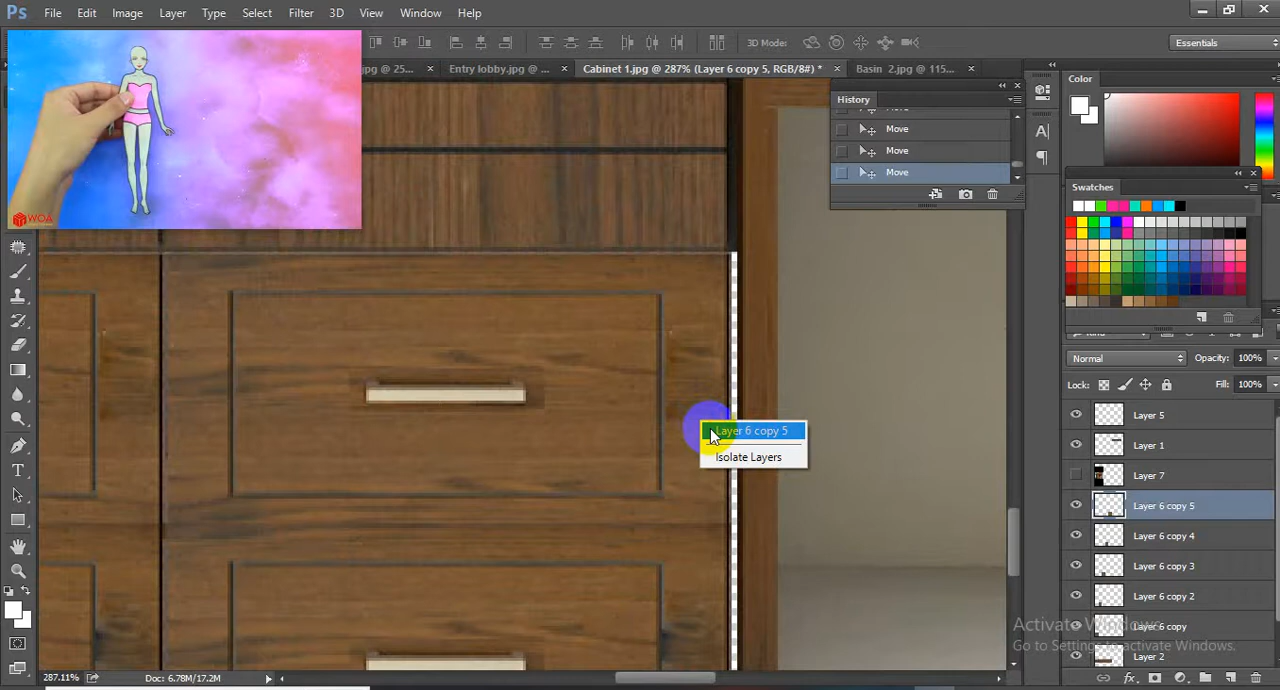 Ps File Edit Image Layer Type Select Filter 3D View Window Help
3D Mode: Essentials
jpg @ 25... × Entry lobby.jpg @ ... × Cabinet 1.jpg @ 287% (Layer 6 copy 5, RGB/8#) * × Basin 2.jpg @ 115... ×
Color
History
Move
Move
Move
Swatches
WOA
Normal Opacity: 100%
Lock: Fill: 100%
Layer 5
Layer 6 copy 5
Isolate Layers
Layer 1
Layer 7
Layer 6 copy 5
Layer 6 copy 4
Layer 6 copy 3
Layer 6 copy 2
Layer 6 copy
Layer 2
Activate Windows
Go to Settings to activate Windows.
287.11% Doc: 6.78M/17.2M